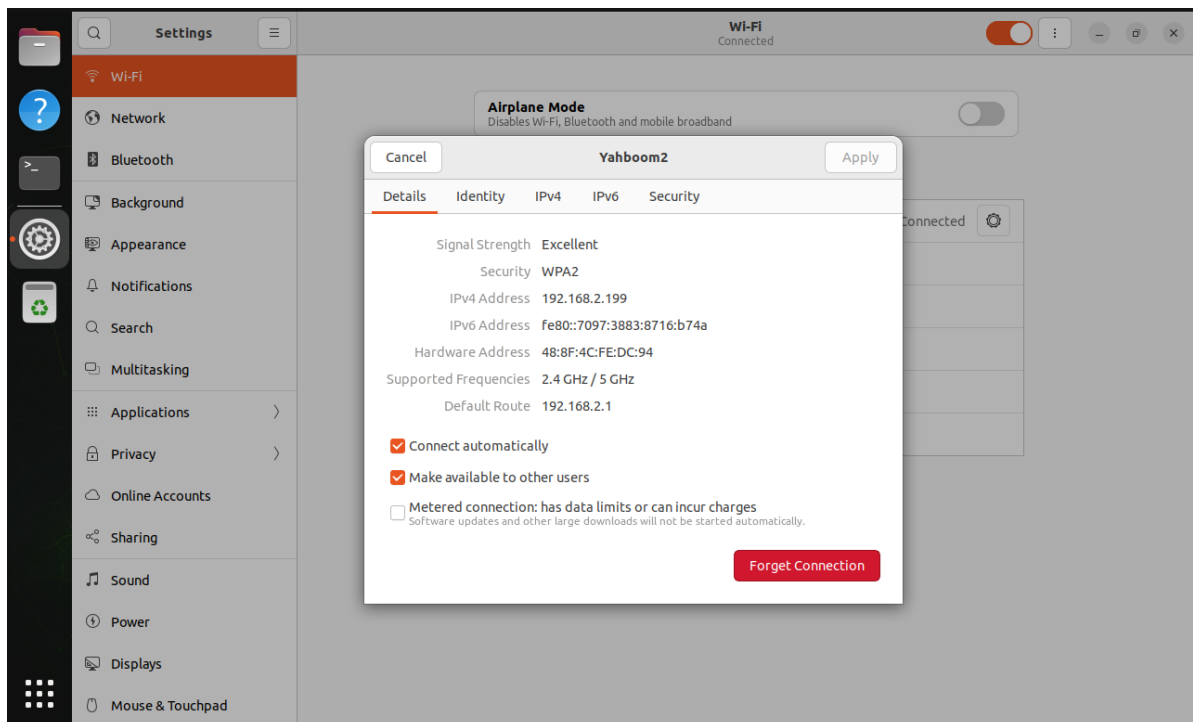 Settings
Wi-Fi
Connected
Wi-Fi
Network
Bluetooth
Background
Appearance
Notifications
Search
Multitasking
Applications
Privacy
Online Accounts
Sharing
Sound
Power
Displays
Mouse & Touchpad
Airplane Mode
Disables Wi-Fi, Bluetooth and mobile broadband
Connected
Cancel
Yahboom2
Apply
Details Identity IPv4 IPv6 Security
Signal Strength Excellent
Security WPA2
IPv4 Address 192.168.2.199
IPv6 Address fe80::7097:3883:8716:b74a
Hardware Address 48:8F:4C:FE:DC:94
Supported Frequencies 2.4 GHz / 5 GHz
Default Route 192.168.2.1
Connect automatically
Make available to other users
Metered connection: has data limits or can incur charges
Software updates and other large downloads will not be started automatically.
Forget Connection